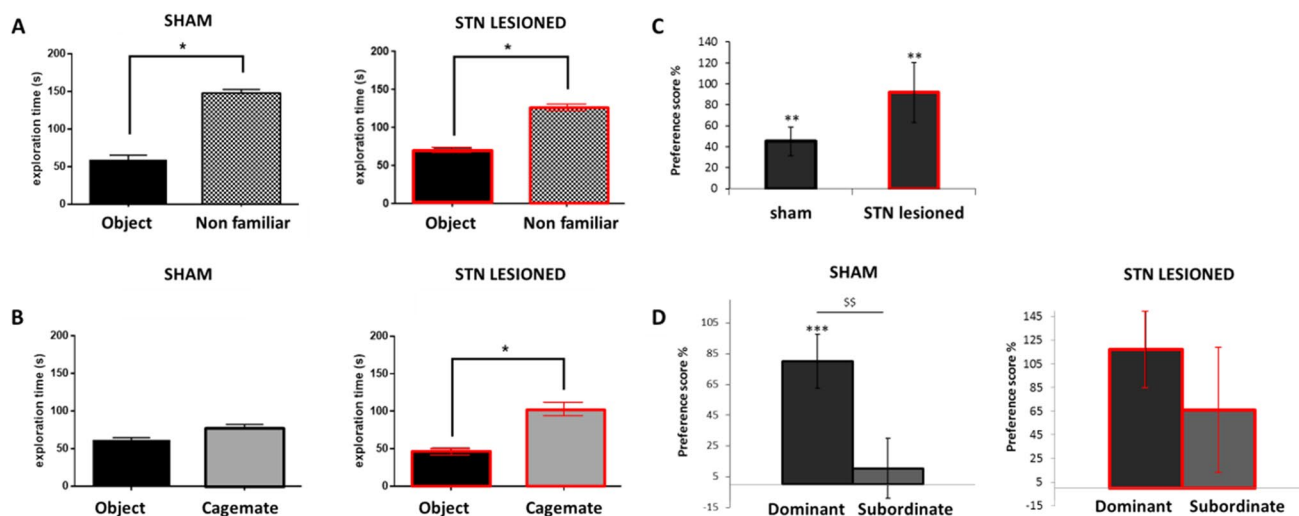 A
SHAM
*
exploration time (s)
200
150
100
50
0
Object
Non familiar
STN LESIONED
*
exploration time (s)
200
150
100
50
0
Object
Non familiar
C
Preference score %
140
120
100
80
60
40
20
0
**
**
sham
STN lesioned
B
SHAM
exploration time (s)
200
150
100
50
0
Object
Cagemate
STN LESIONED
*
exploration time (s)
200
150
100
50
0
Object
Cagemate
D
SHAM
Preference score %
105
85
65
45
25
5
-15
$$
***
Dominant
Subordinate
STN LESIONED
Preference score %
145
125
105
85
65
45
25
5
-15
Dominant
Subordinate